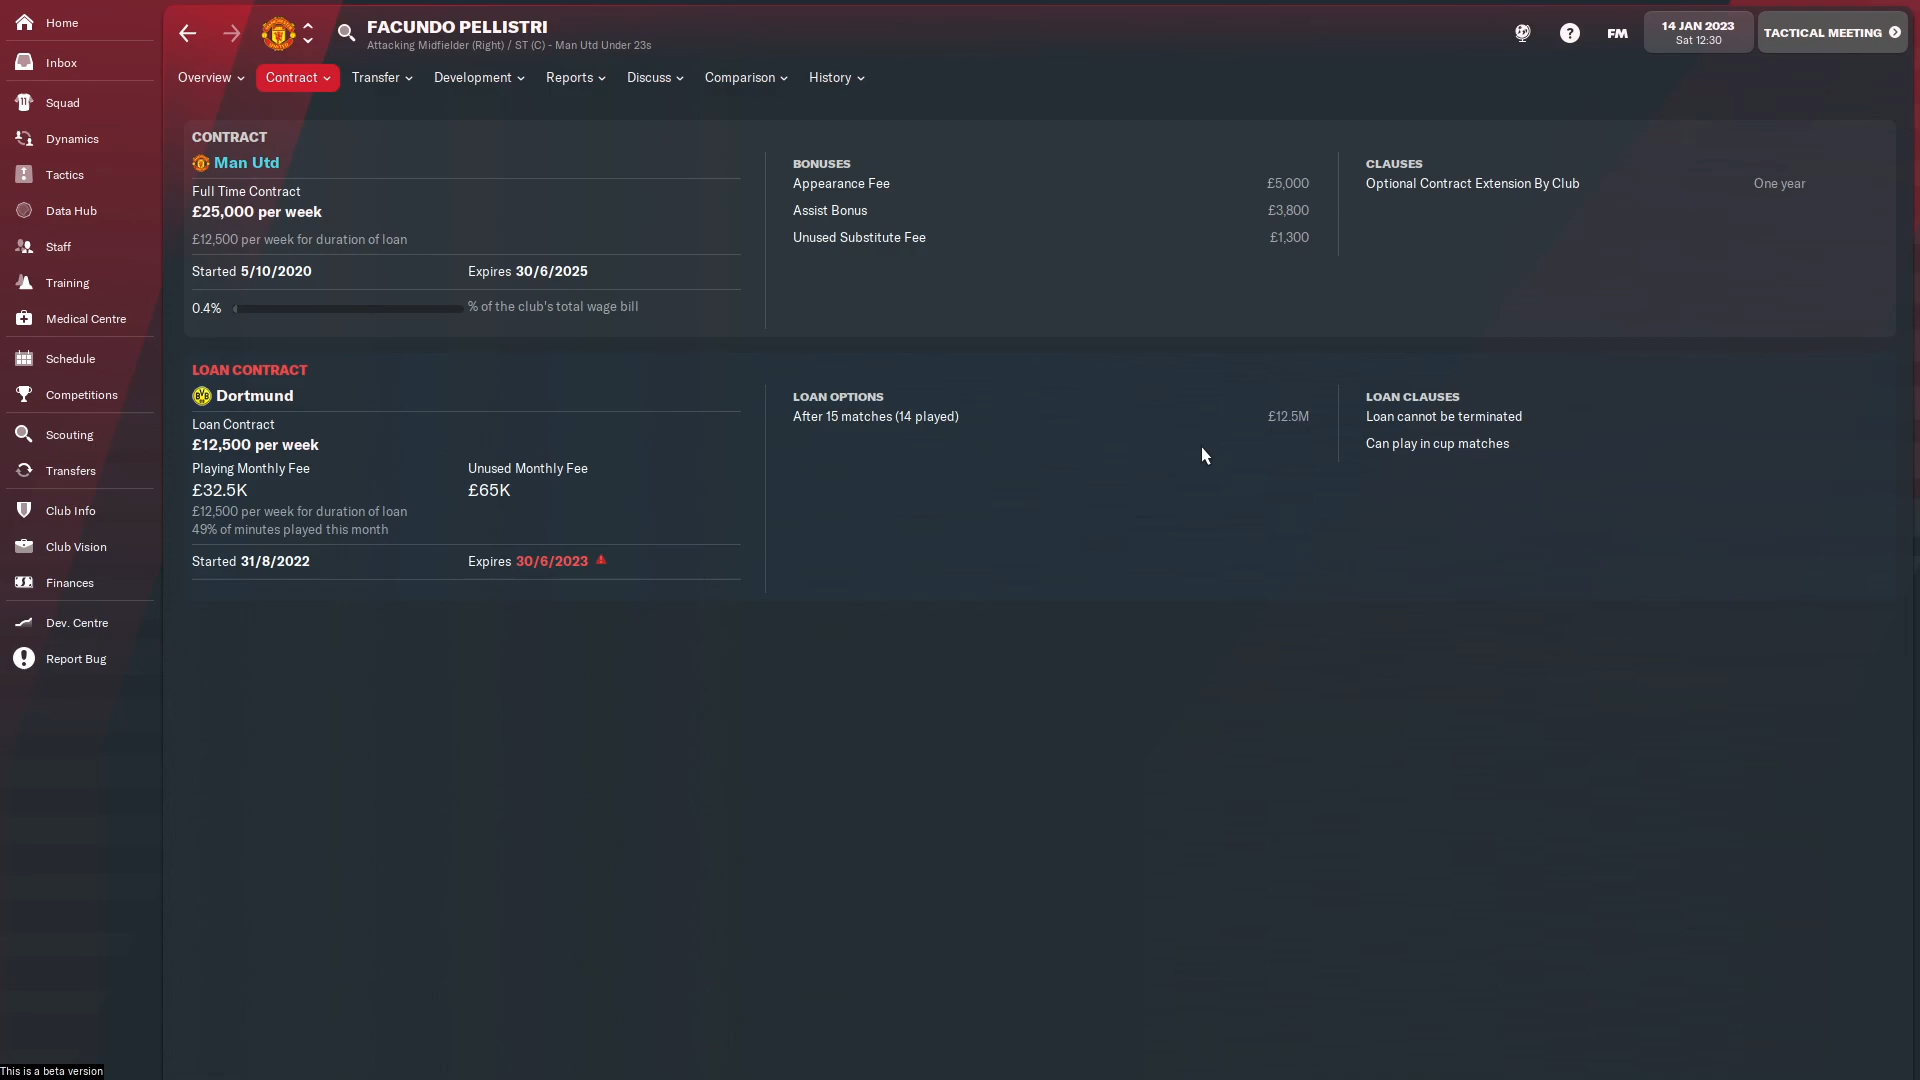 Home
Inbox
Squad
Dynamics
Tactics
Data Hub
Staff
Training
Medical Centre
Schedule
Competitions
Scouting
Transfers
Club Info
Club Vision
Finances
Dev. Centre
Report Bug
This is a beta version
FACUNDO PELLISTRI
Attacking Midfielder (Right) / ST (C) - Man Utd Under 23s
FM
14 JAN 2023
Sat 12:30
TACTICAL MEETING
Overview Contract Transfer Development Reports Discuss Comparison History
CONTRACT
Man Utd
Full Time Contract
£25,000 per week
£12,500 per week for duration of loan
Started 5/10/2020 Expires 30/6/2025
0.4% % of the club's total wage bill
BONUSES
Appearance Fee £5,000
Assist Bonus £3,800
Unused Substitute Fee £1,300
CLAUSES
Optional Contract Extension By Club One year
LOAN CONTRACT
Dortmund
Loan Contract
£12,500 per week
Playing Monthly Fee Unused Monthly Fee
£32.5K £65K
£12,500 per week for duration of loan
49% of minutes played this month
Started 31/8/2022 Expires 30/6/2023
LOAN OPTIONS
After 15 matches (14 played) £12.5M
LOAN CLAUSES
Loan cannot be terminated
Can play in cup matches